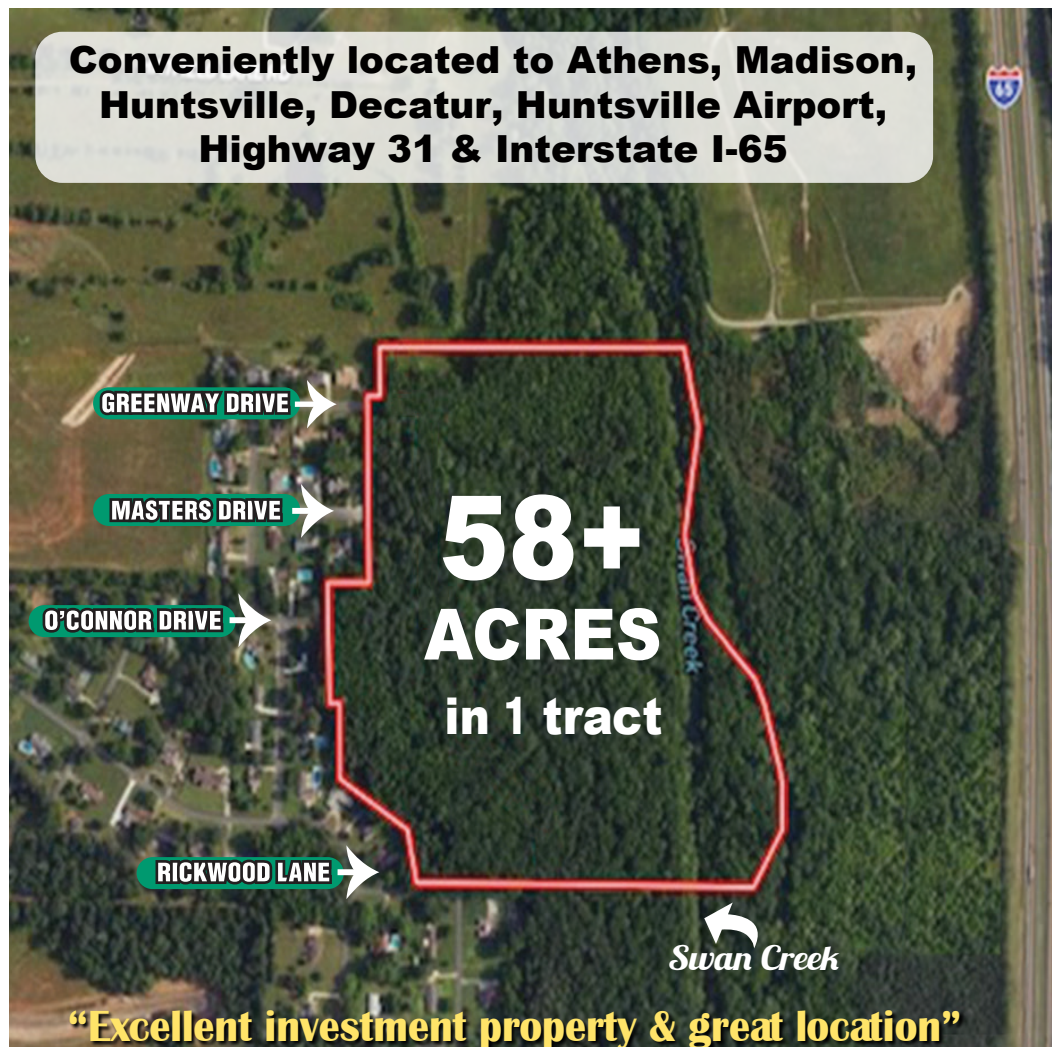 Conveniently located to Athens, Madison,
Huntsville, Decatur, Huntsville Airport,
Highway 31 & Interstate I-65
65
GREENWAY DRIVE
MASTERS DRIVE
58+
ACRES
in 1 tract
O'CONNOR DRIVE
Swan Creek
RICKWOOD LANE
Swan Creek
“Excellent investment property & great location”